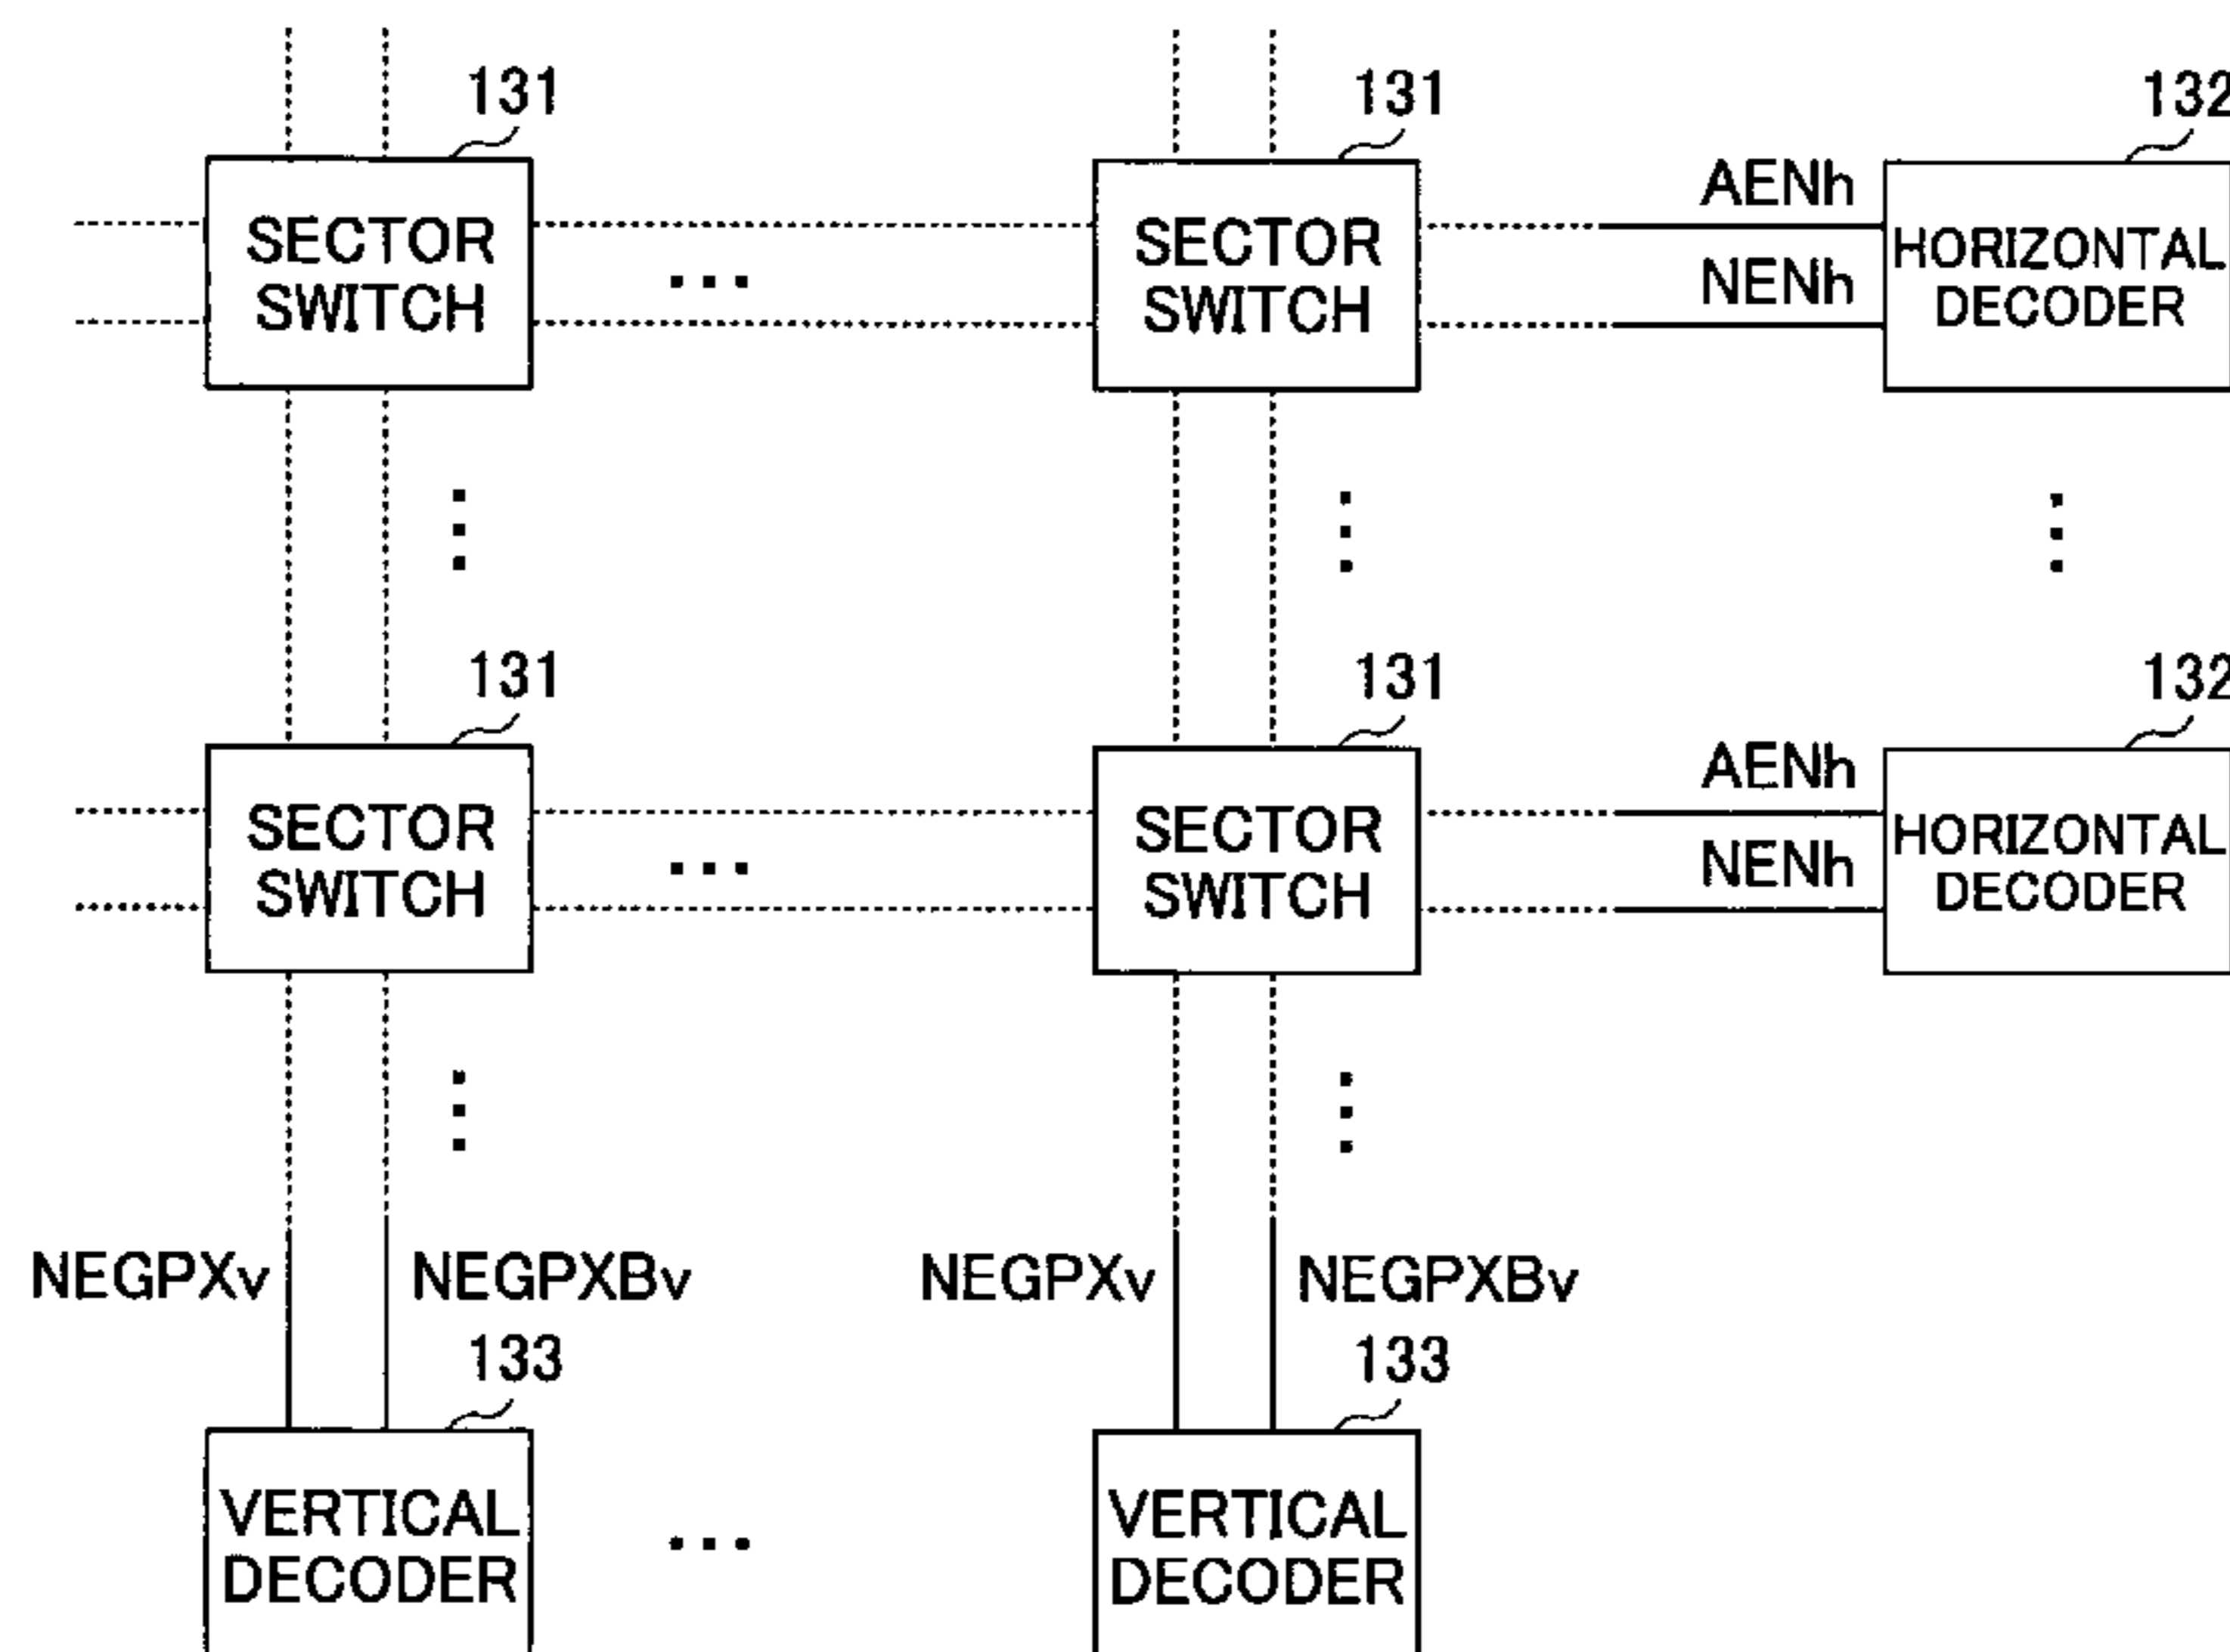 131
131
132
SECTOR
SWITCH
SECTOR
SWITCH
AENh
NENh
HORIZONTAL
DECODER
131
131
132
SECTOR
SWITCH
SECTOR
SWITCH
AENh
NENh
HORIZONTAL
DECODER
NEGPXv
NEGPXBv
NEGPXv
NEGPXBv
133
133
VERTICAL
DECODER
VERTICAL
DECODER